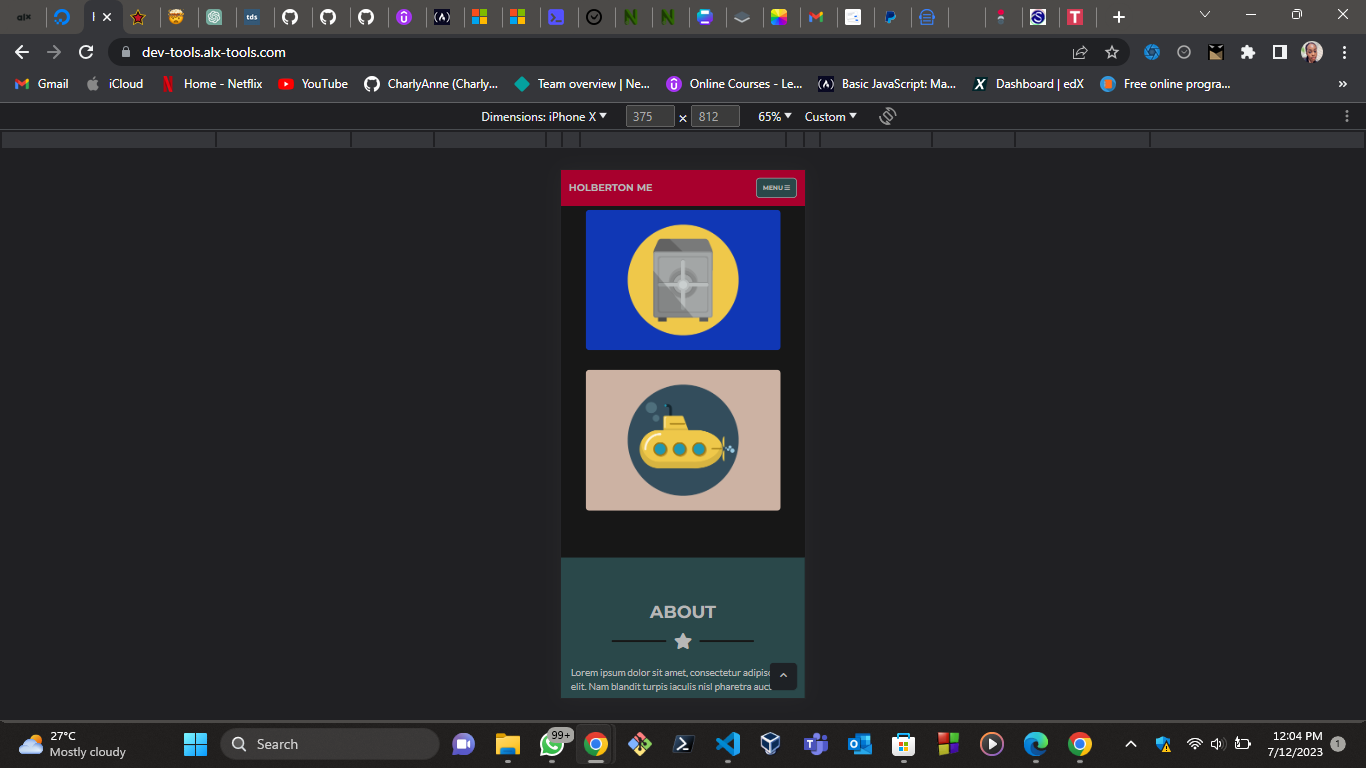 alx
tds
dev-tools.alx-tools.com
Gmail
iCloud
Home - Netflix
YouTube
CharlyAnne (Charly...
Team overview | Ne...
Online Courses - Le...
Basic JavaScript: Ma...
Dashboard | edX
Free online progra...
»
Dimensions: iPhone X
375
×
812
65%
Custom
HOLBERTON ME
MENU
ABOUT
Lorem ipsum dolor sit amet, consectetur adipisc
elit. Nam blandit turpis iaculis nisl pharetra auct
27°C
Mostly cloudy
Search
99+
12:04 PM
7/12/2023
1